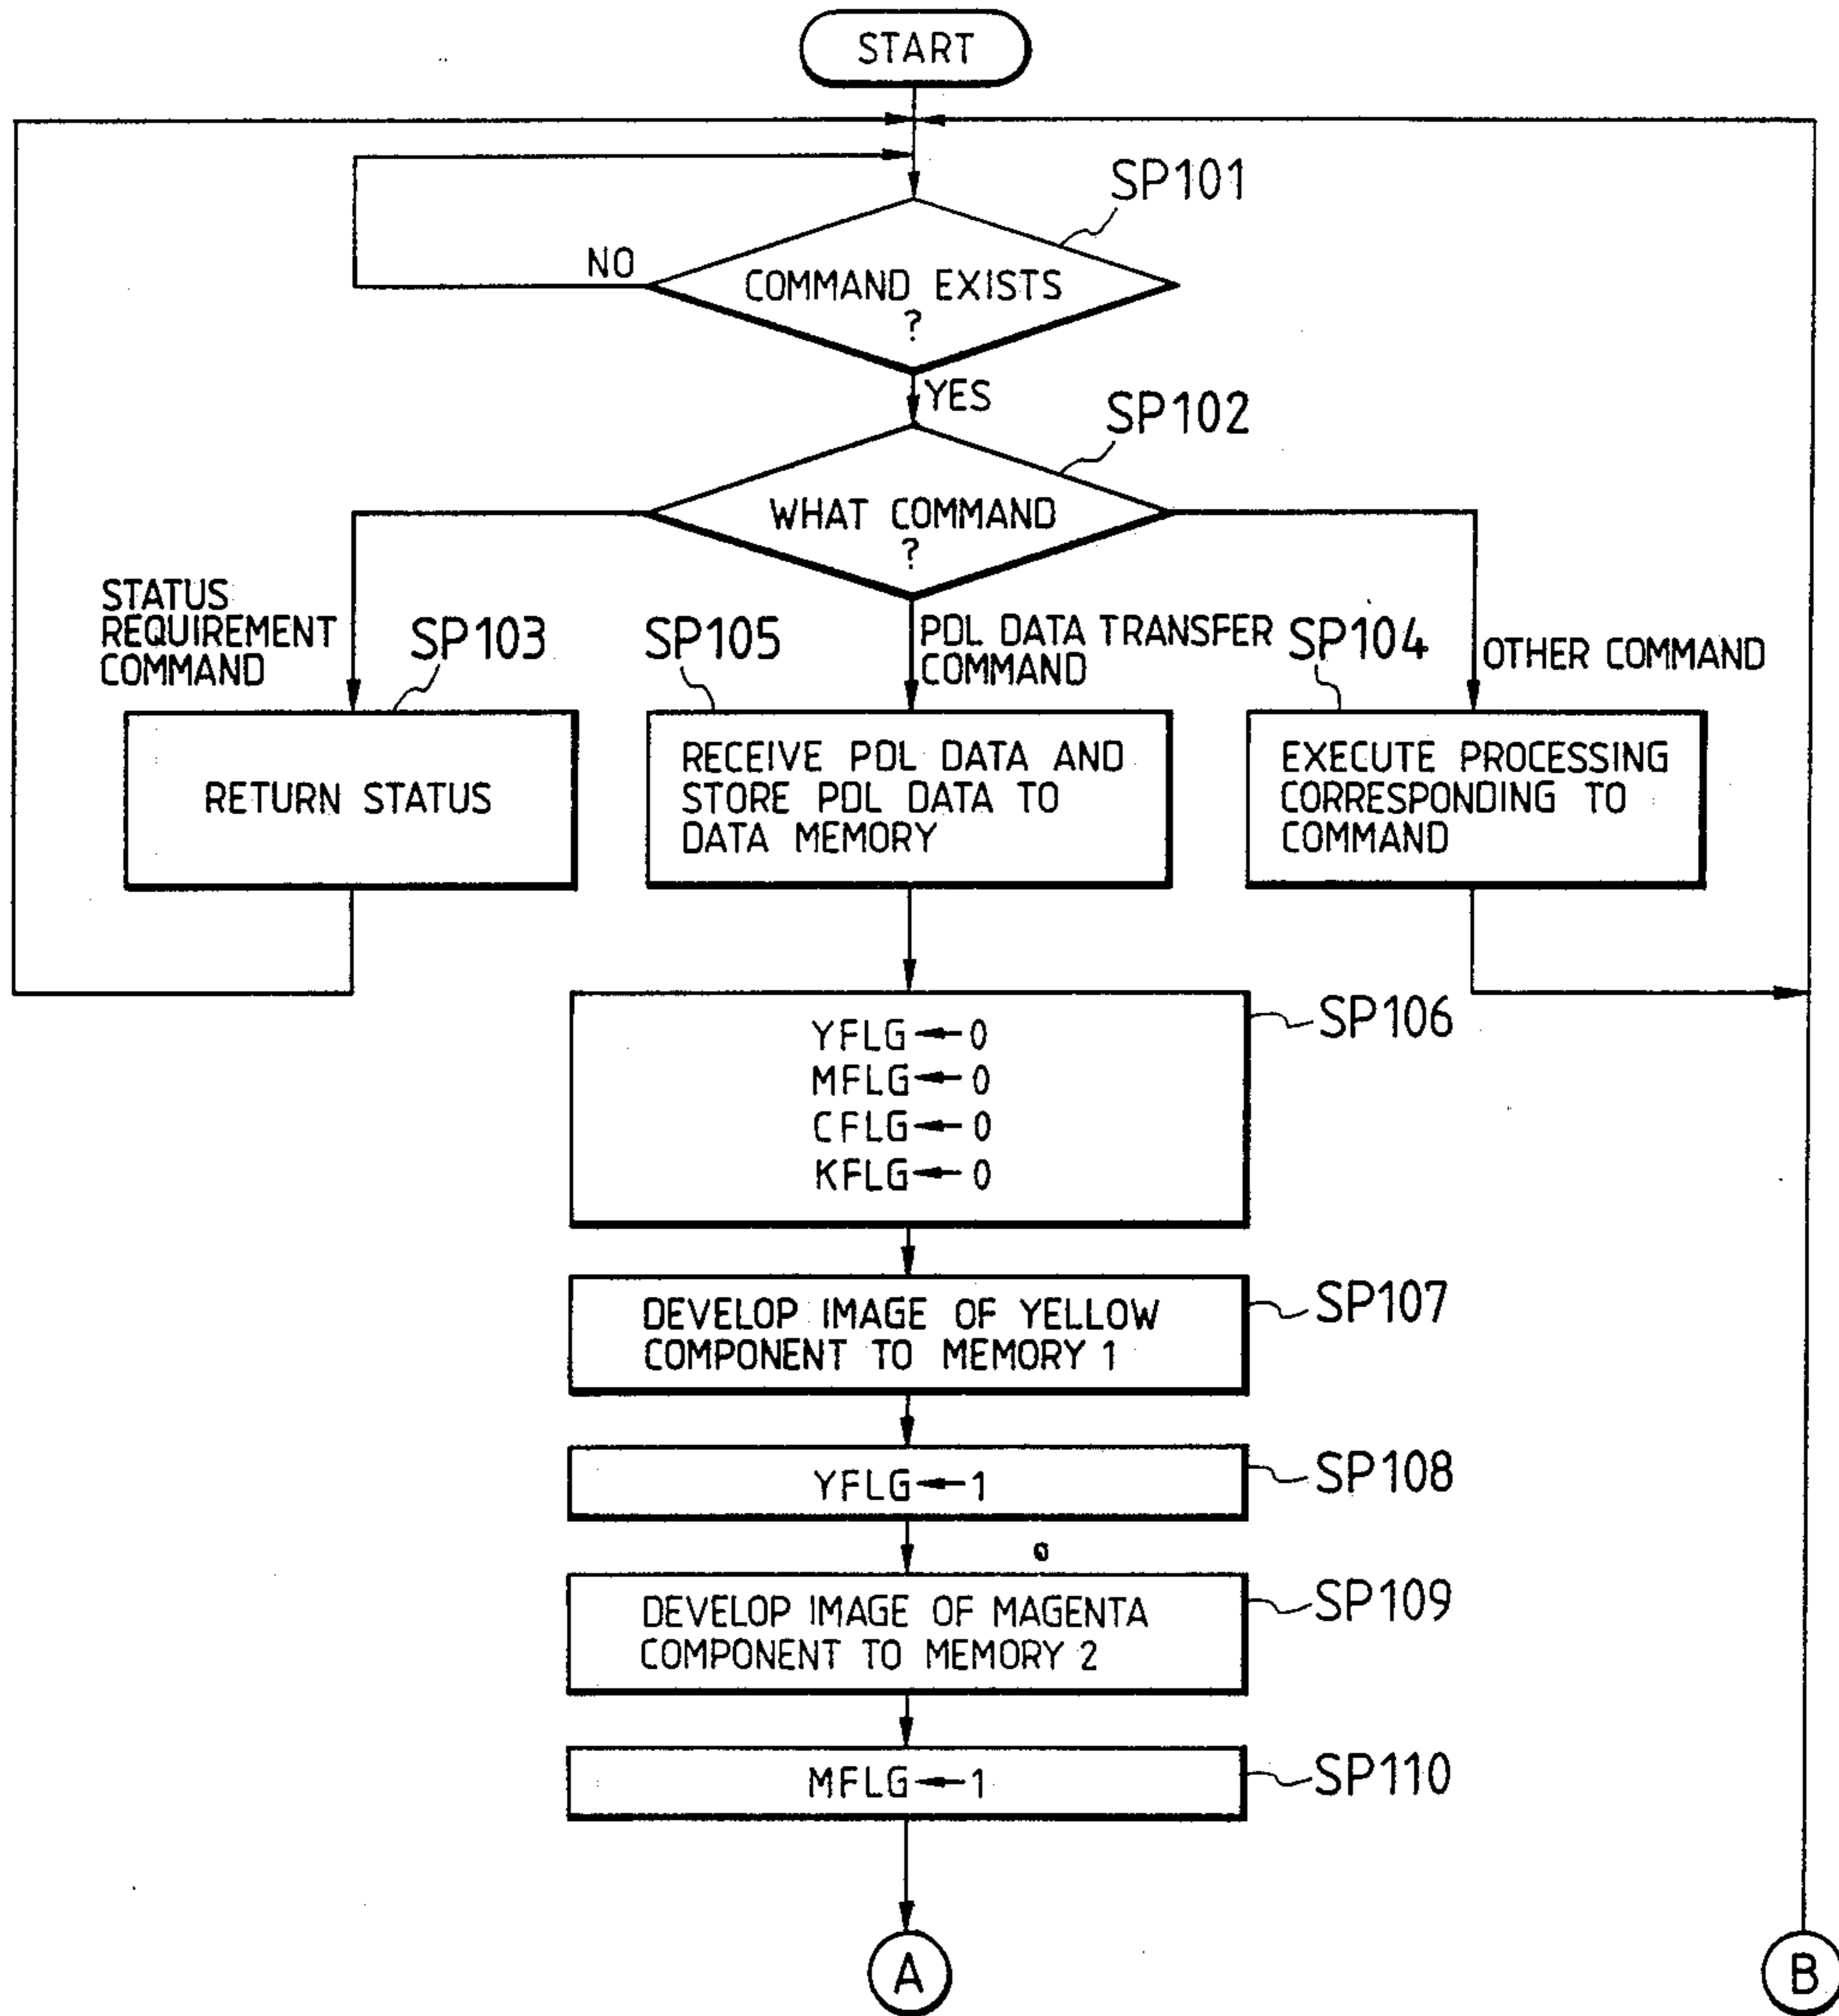 START
SP101
NO
COMMAND EXISTS
?
YES
SP102
WHAT COMMAND
?
STATUS
REQUIREMENT
COMMAND
SP103
SP105
PDL DATA TRANSFER
COMMAND
SP104
OTHER COMMAND
RETURN STATUS
RECEIVE PDL DATA AND
STORE PDL DATA TO
DATA MEMORY
EXECUTE PROCESSING
CORRESPONDING TO
COMMAND
SP106
YFLG←0
MFLG←0
CFLG←0
KFLG←0
DEVELOP IMAGE OF YELLOW
COMPONENT TO MEMORY 1
SP107
YFLG←1
SP108
DEVELOP IMAGE OF MAGENTA
COMPONENT TO MEMORY 2
SP109
MFLG←1
SP110
A
B